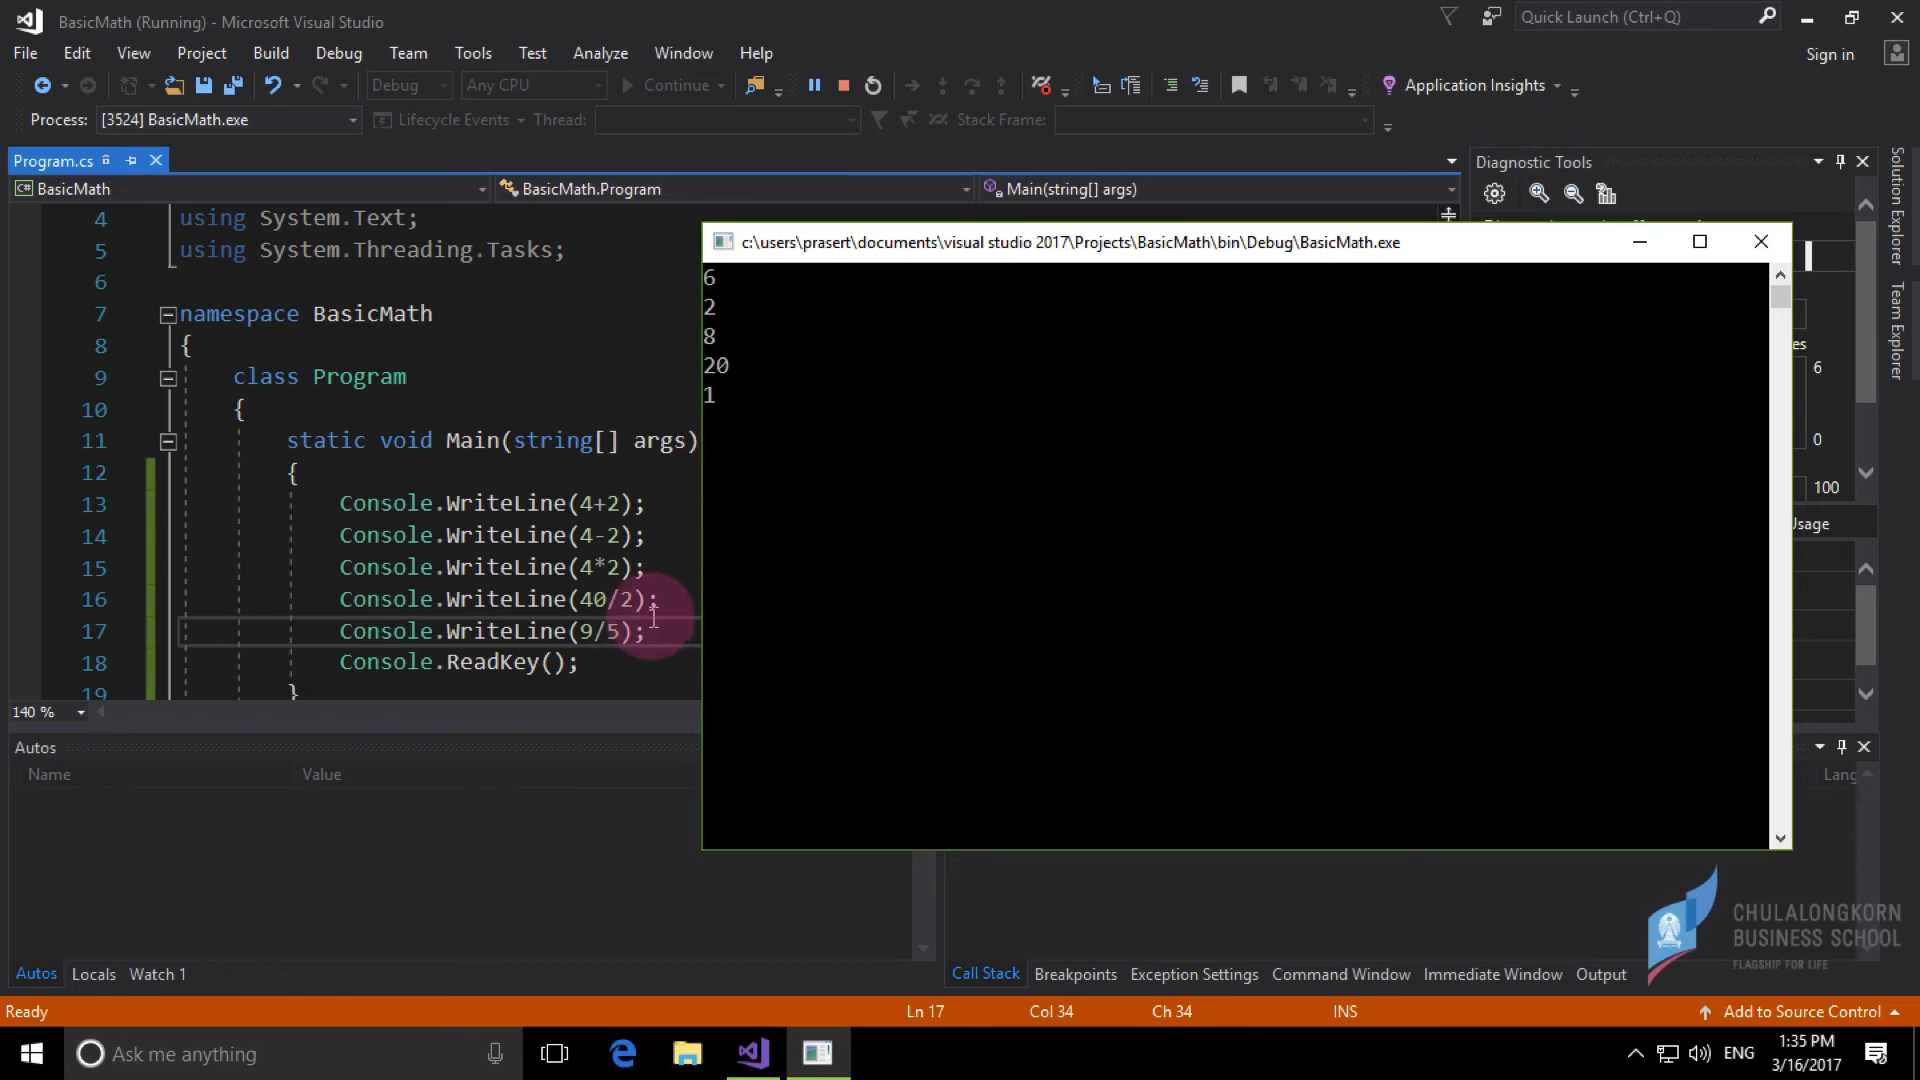 BasicMath (Running) - Microsoft Visual Studio
Quick Launch (Ctrl+Q)
File Edit View Project Build Debug Team Tools Test Analyze Window Help
Sign in
Debug Any CPU Continue Application Insights
Process: [3524] BasicMath.exe Lifecycle Events Thread: Stack Frame:
Program.cs
Diagnostic Tools
BasicMath BasicMath.Program Main(string[] args)
Solution Explorer
Team Explorer
4 using System.Text;
5 using System.Threading.Tasks;
6
7 namespace BasicMath
8 {
9 class Program
10 {
11 static void Main(string[] args)
12 {
13 Console.WriteLine(4+2);
14 Console.WriteLine(4-2);
15 Console.WriteLine(4*2);
16 Console.WriteLine(40/2);
17 Console.WriteLine(9/5);
18 Console.ReadKey();
19 }
c:\users\prasert\documents\visual studio 2017\Projects\BasicMath\bin\Debug\BasicMath.exe
6
2
8
20
1
es
6
0
100
Usage
140 %
Autos
Name Value
Lang
Autos Locals Watch 1
Call Stack Breakpoints Exception Settings Command Window Immediate Window Output
CHULALONGKORN
BUSINESS SCHOOL
FLAGSHIP FOR LIFE
Ready Ln 17 Col 34 Ch 34 INS Add to Source Control
Ask me anything
ENG
1:35 PM
3/16/2017